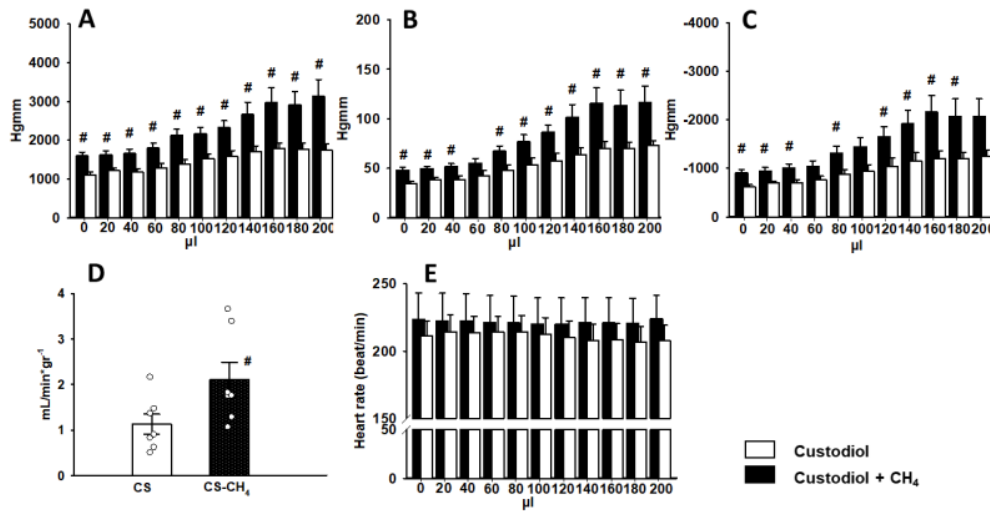 A
5000
4000
3000
2000
1000
0
Hgmm
# # # # # # # # # # #
0 20 40 60 80 100 120 140 160 180 200
µl
B
200
150
100
50
0
Hgmm
# # # # # # # # # #
0 20 40 60 80 100 120 140 160 180 200
µl
C
-4000
-3000
-2000
-1000
0
Hgmm
# # # # # # # #
0 20 40 60 80 100 120 140 160 180 200
µl
D
4
3
2
1
0
mL/min*gr⁻¹
#
CS CS-CH₄
E
250
200
150
50
0
Heart rate (beat/min)
0 20 40 60 80 100 120 140 160 180 200
µl
Custodiol
Custodiol + CH₄